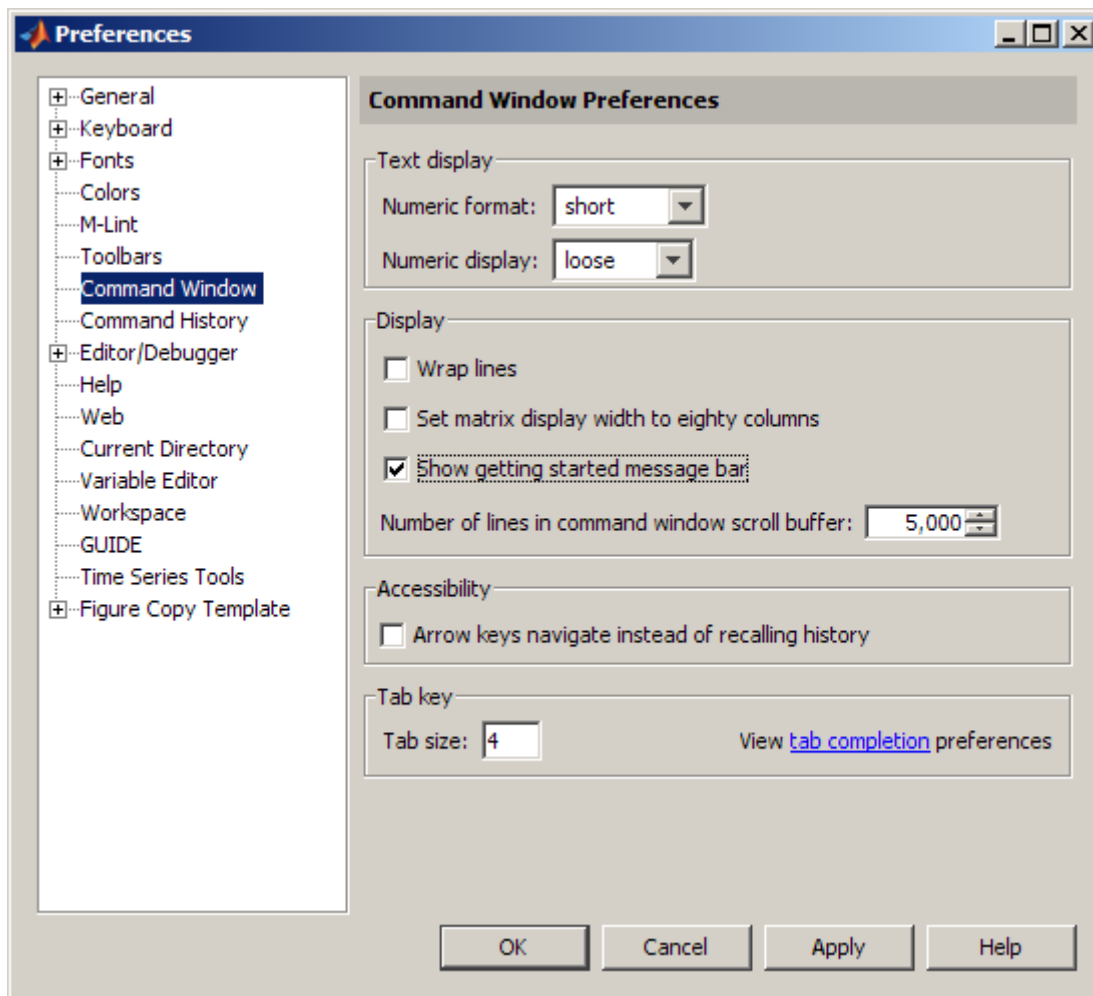 Preferences
General
Keyboard
Fonts
Colors
M-Lint
Toolbars
Command Window
Command History
Editor/Debugger
Help
Web
Current Directory
Variable Editor
Workspace
GUIDE
Time Series Tools
Figure Copy Template
Command Window Preferences
Text display
Numeric format: short
Numeric display: loose
Display
Wrap lines
Set matrix display width to eighty columns
Show getting started message bar
Number of lines in command window scroll buffer: 5,000
Accessibility
Arrow keys navigate instead of recalling history
Tab key
Tab size: 4 View tab completion preferences
OK Cancel Apply Help